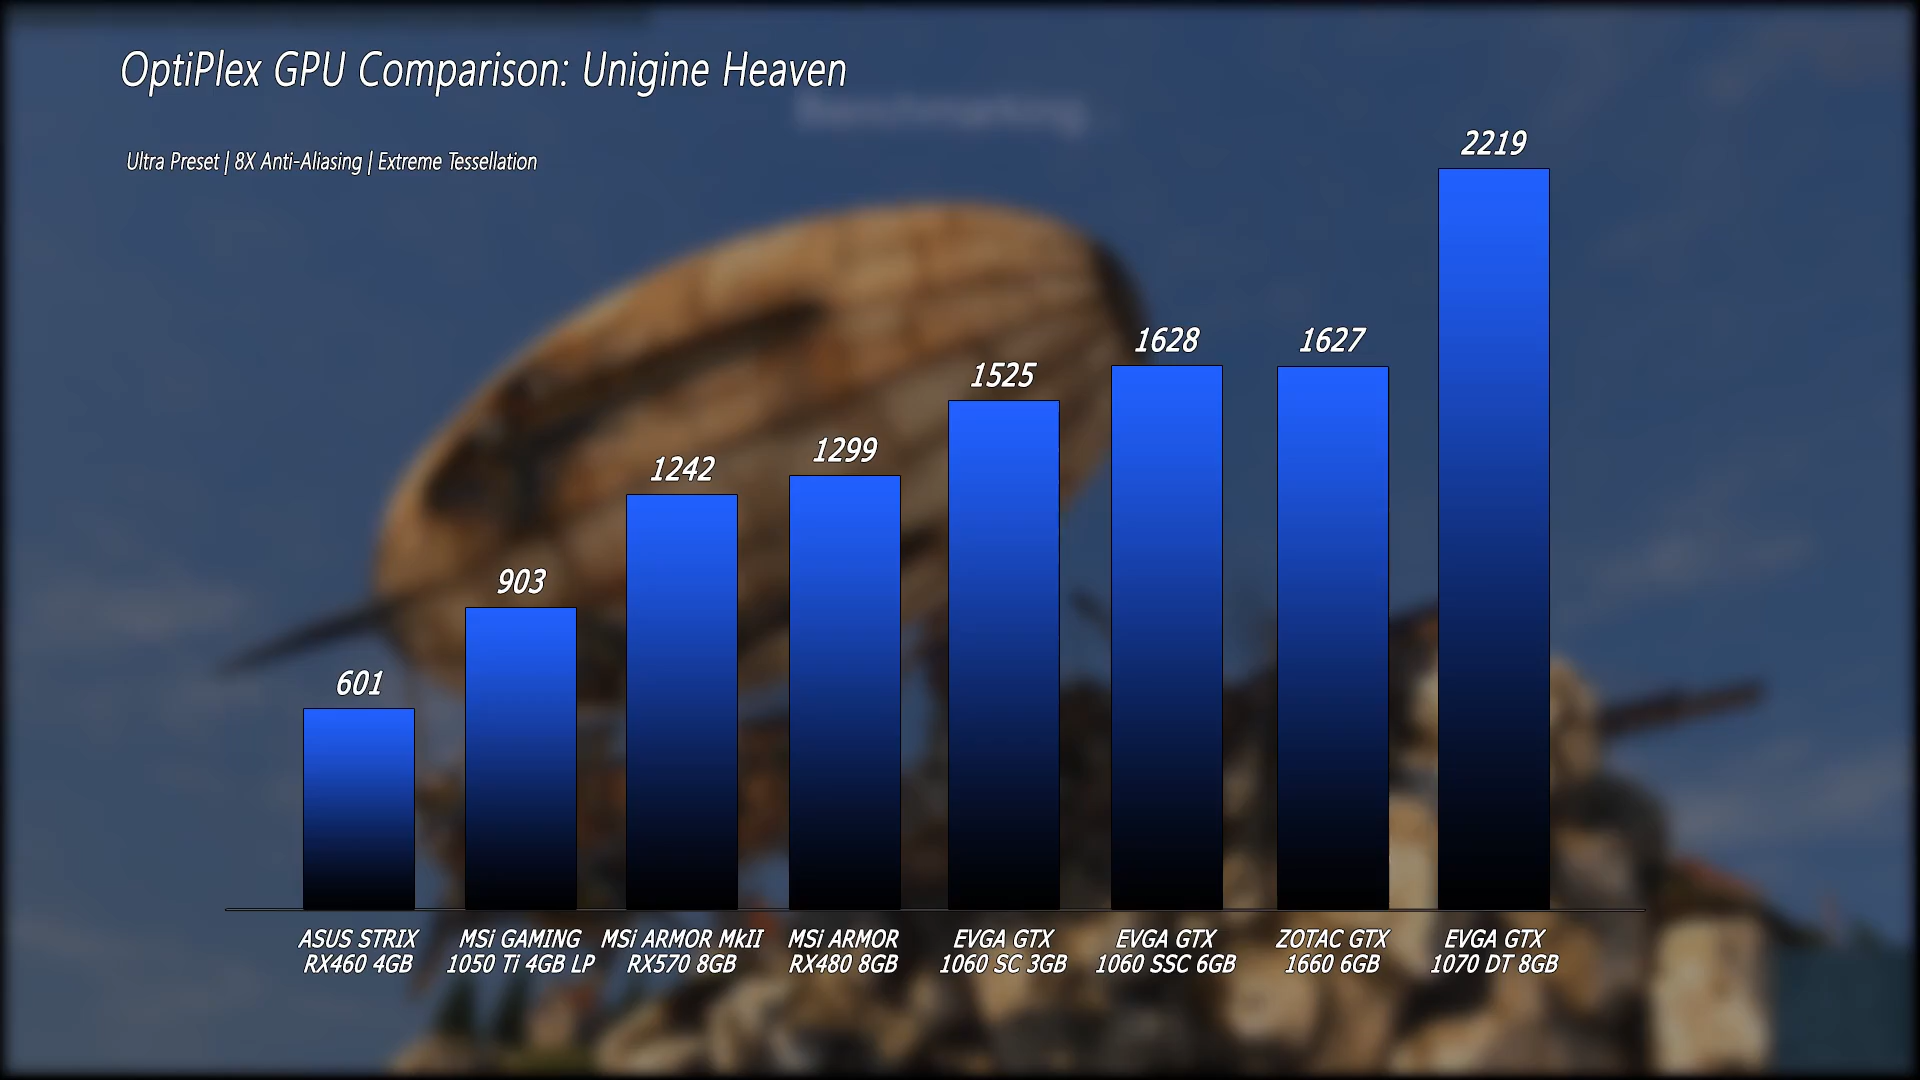 OptiPlex GPU Comparison: Unigine Heaven
Benchmarking...
Ultra Preset | 8X Anti-Aliasing | Extreme Tessellation
601
903
1242
1299
1525
1628
1627
2219
ASUS STRIX
RX460 4GB
MSi GAMING
1050 Ti 4GB LP
MSi ARMOR MkII
RX570 8GB
MSi ARMOR
RX480 8GB
EVGA GTX
1060 SC 3GB
EVGA GTX
1060 SSC 6GB
ZOTAC GTX
1660 6GB
EVGA GTX
1070 DT 8GB